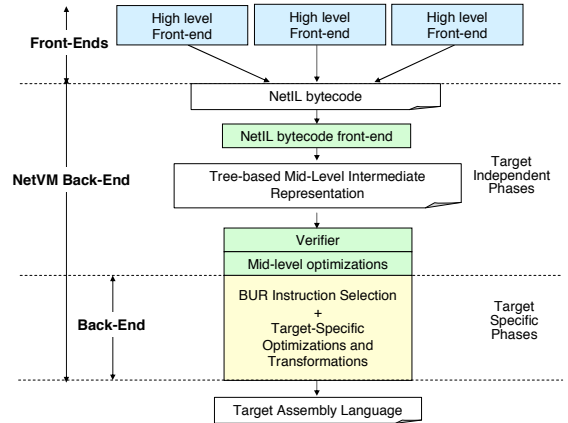 High level
Front-end
High level
Front-end
High level
Front-end
Front-Ends
NetIL bytecode
NetIL bytecode front-end
Tree-based Mid-Level Intermediate
Representation
Target
Independent
Phases
NetVM Back-End
Verifier
Mid-level optimizations
BUR Instruction Selection
+
Target-Specific
Optimizations and
Transformations
Back-End
Target
Specific
Phases
Target Assembly Language